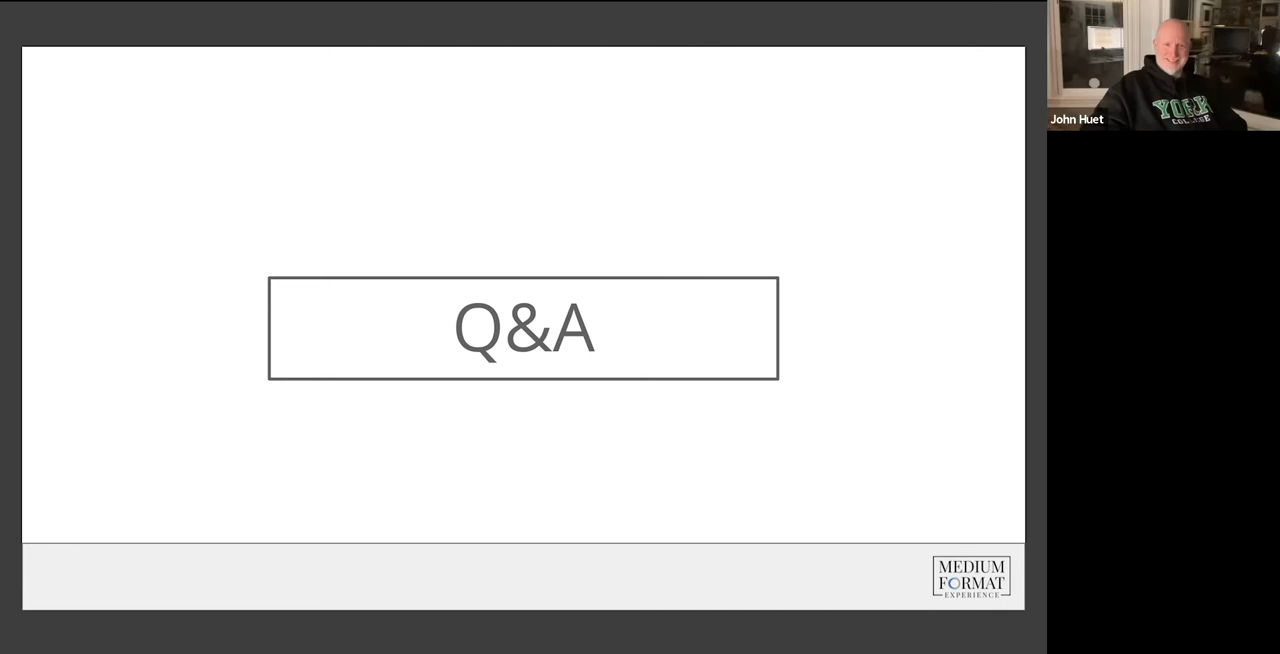 Q&A
MEDIUM
FORMAT
EXPERIENCE
YORK
COLLEGE
John Huet